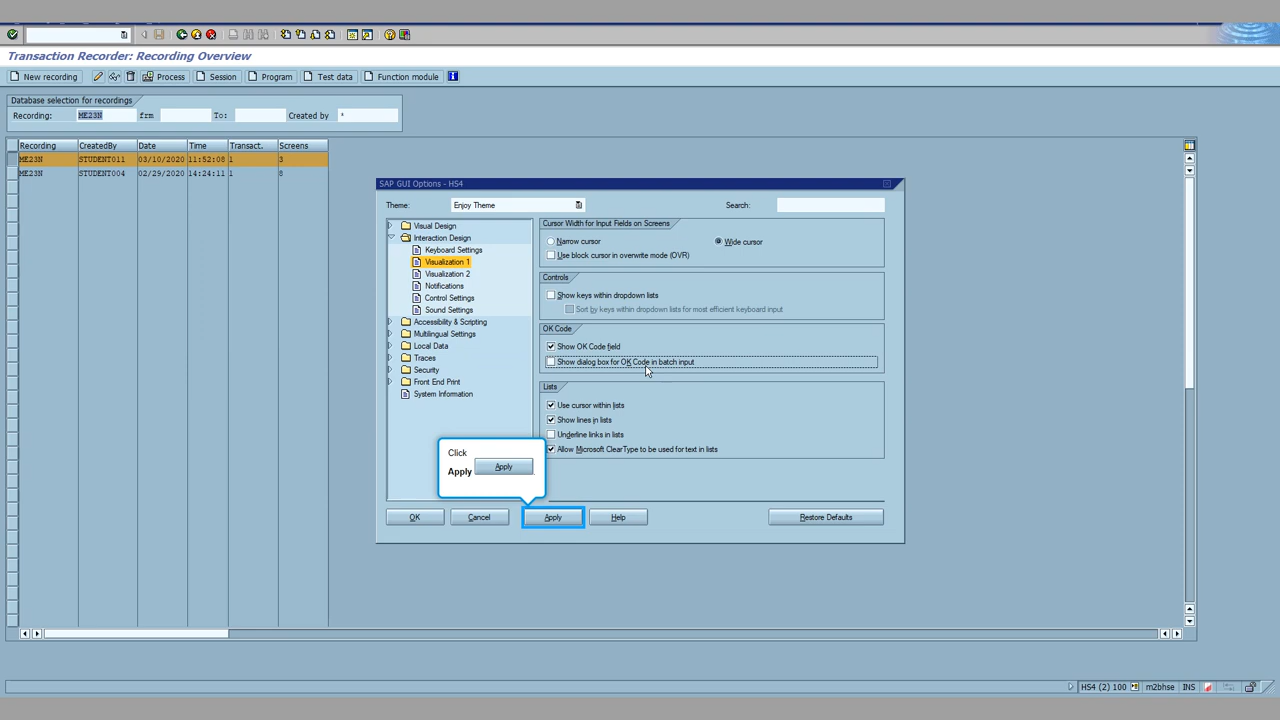 Transaction Recorder: Recording Overview
New recording Process Session Program Test data Function module
Database selection for recordings
Recording: ME23N frm To: Created by *
Recording CreatedBy Date Time Transact. Screens
ME23N STUDENT011 03/10/2020 11:52:08 1 3
ME23N STUDENT004 02/29/2020 14:24:11 1 8
SAP GUI Options - HS4
Theme: Enjoy Theme Search:
Visual Design
Interaction Design
Keyboard Settings
Visualization 1
Visualization 2
Notifications
Control Settings
Sound Settings
Accessibility & Scripting
Multilingual Settings
Local Data
Traces
Security
Front End Print
System Information
Cursor Width for Input Fields on Screens
Narrow cursor Wide cursor
Use block cursor in overwrite mode (OVR)
Controls
Show keys within dropdown lists
Sort by keys within dropdown lists for most efficient keyboard input
OK Code
Show OK Code field
Show dialog box for OK Code in batch input
Lists
Use cursor within lists
Show lines in lists
Underline links in lists
Allow Microsoft ClearType to be used for text in lists
Click
Apply Apply .
OK Cancel Apply Help Restore Defaults
HS4 (2) 100 m2bhse INS